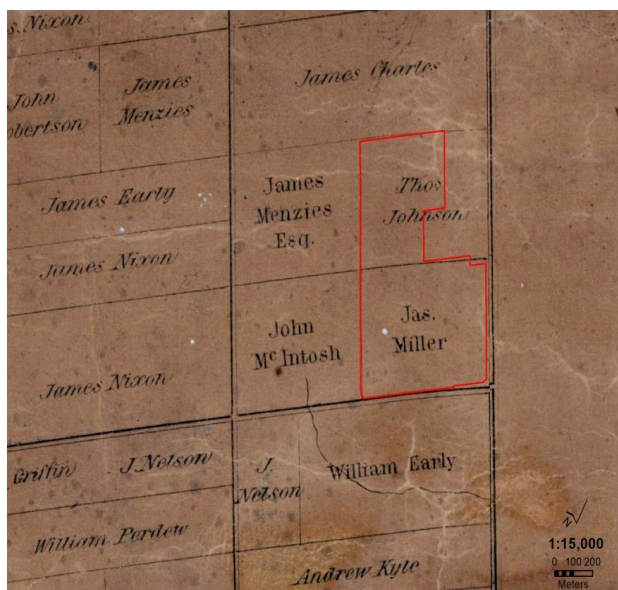 s. Nixon
John
obertson
James
Menzies
James Charles
James Early
James Nixon
James
Menzies
Esq.
Thos
Johnson
James Nixon
John
Mc Intosh
Jas.
Miller
Griffin
J. Nelson
J.
Nelson
William Early
William Perdew
Andrew Kyle
N
1:15,000
0 100 200
Meters